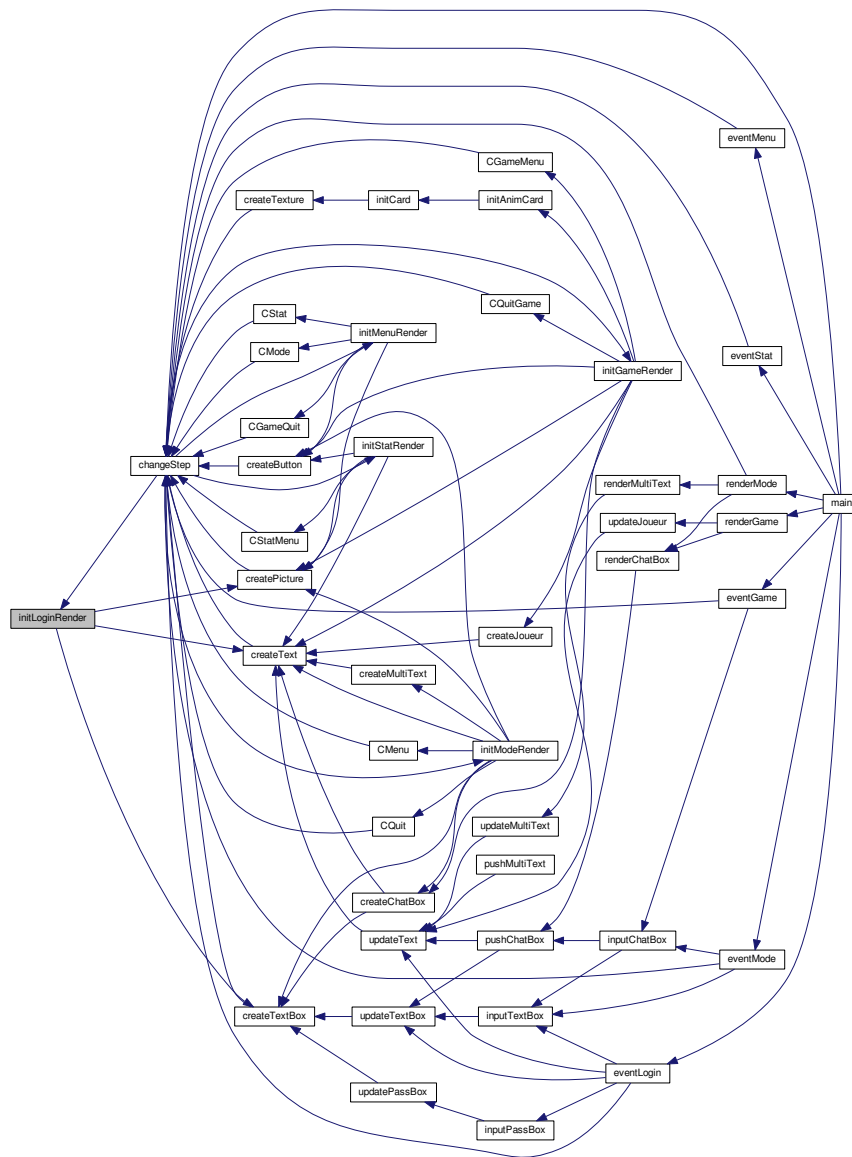 eventMenu
CGameMenu
createTexture
initCard
initAnimCard
CQuitGame
CStat
initMenuRender
CMode
eventStat
initGameRender
CGameQuit
initStatRender
changeStep
createButton
renderMultiText
renderMode
main
updateJoueur
renderGame
CStatMenu
renderChatBox
createPicture
eventGame
initLoginRender
createJoueur
createText
createMultiText
CMenu
initModeRender
CQuit
updateMultiText
pushMultiText
createChatBox
updateText
pushChatBox
inputChatBox
eventMode
createTextBox
updateTextBox
inputTextBox
eventLogin
updatePassBox
inputPassBox